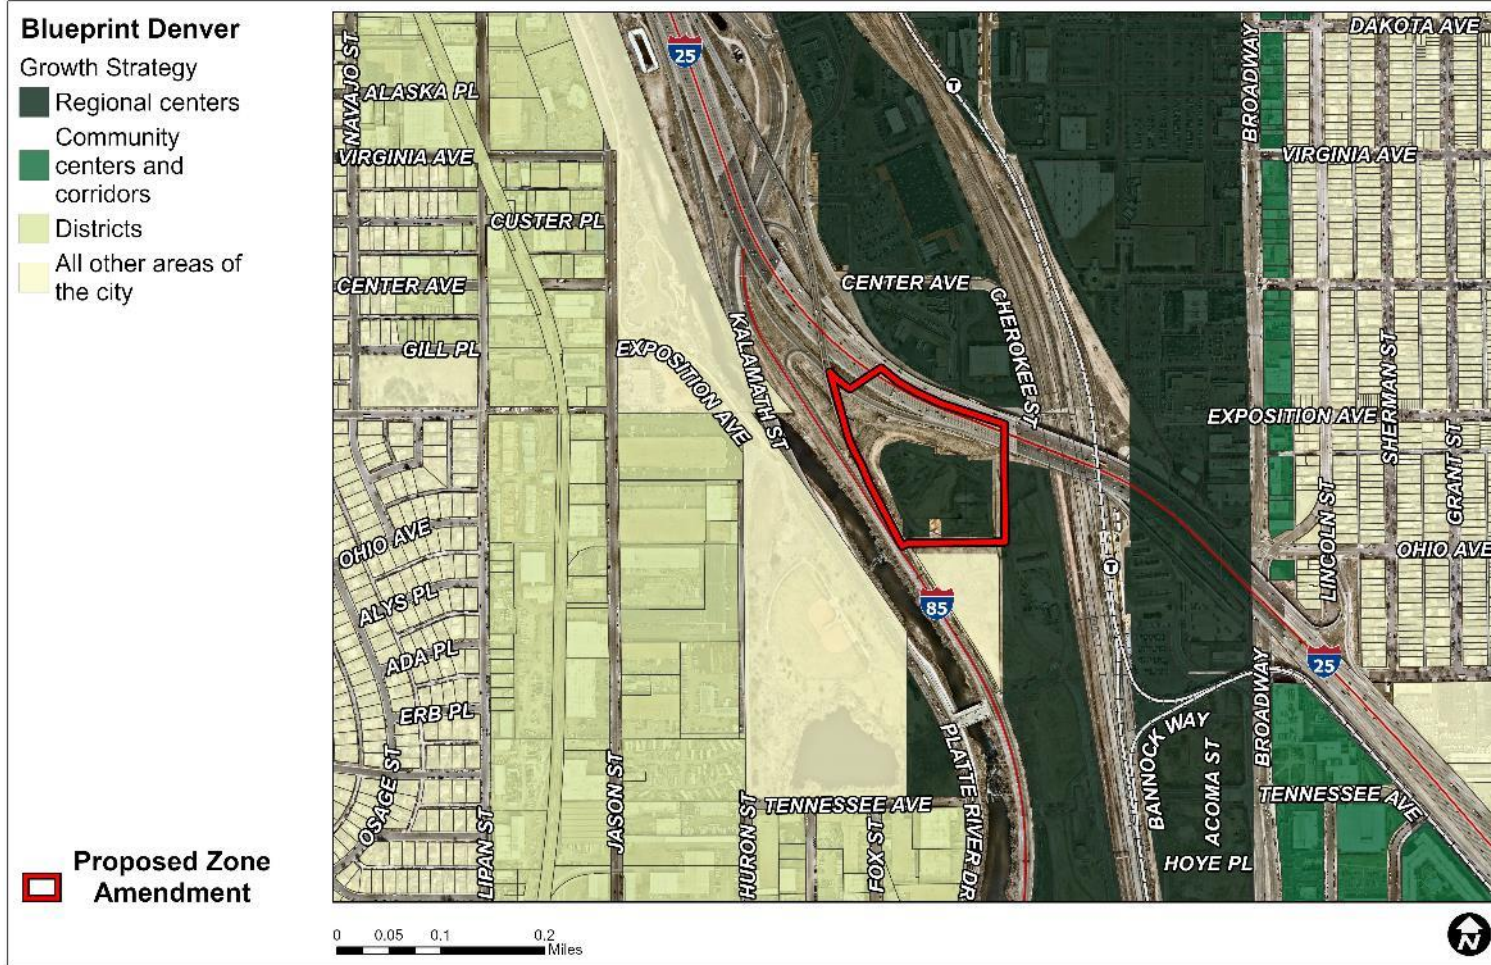 Blueprint Denver
Growth Strategy
Regional centers
Community
centers and
corridors
Districts
All other areas of
the city
Proposed Zone
Amendment
NAVAJO ST
25
BROADWAY
DAKOTA AVE
ALASKA PL
T
VIRGINIA AVE
VIRGINIA AVE
CUSTER PL
CENTER AVE
CENTER AVE
CHEROKEE ST
KALAMATH ST
GILL PL
EXPOSITION AVE
SHERMAN ST
EXPOSITION AVE
GRANT ST
LINCOLN ST
OHIO AVE
OHIO AVE
T
ALYS PL
85
ADA PL
25
ERB PL
BROADWAY
BANNOCK WAY
ACOMA ST
PLATTE RIVER DR
OSAGE ST
JASON ST
TENNESSEE AVE
TENNESSEE AVE
LIPAN ST
HURON ST
FOX ST
HOYE PL
0 0.05 0.1 0.2
Miles
N